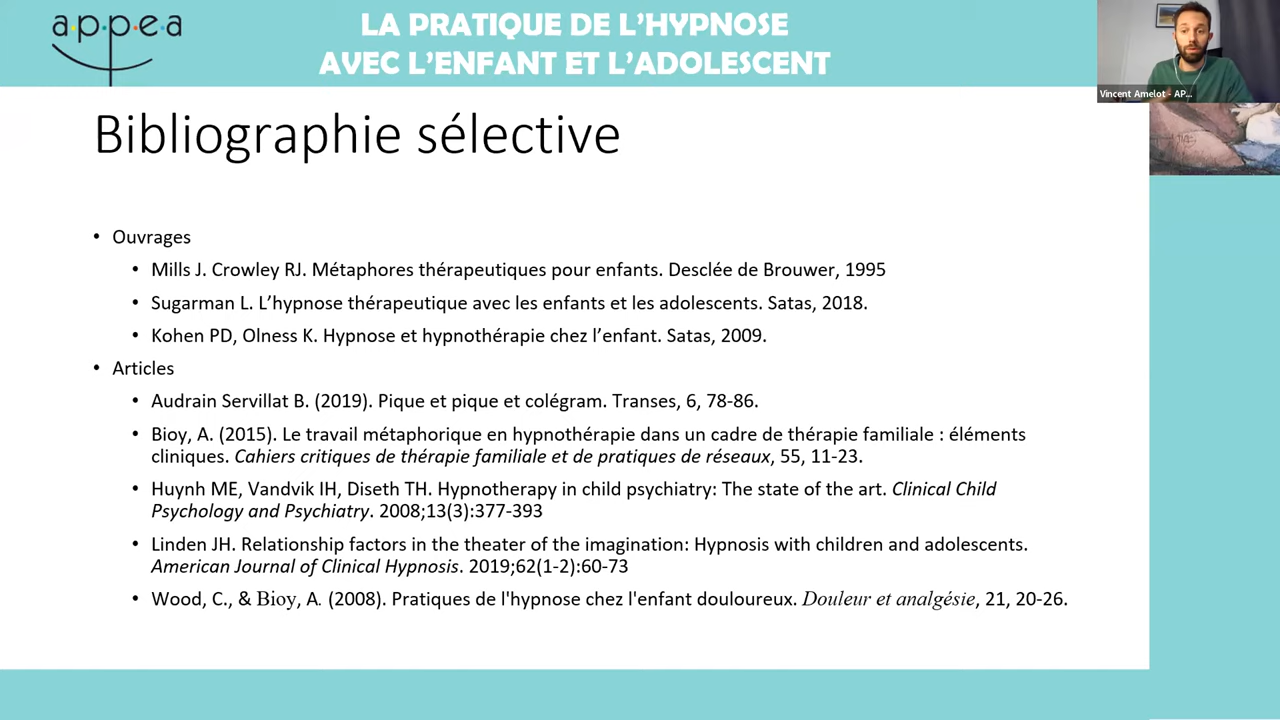 a·p·p·e·a
LA PRATIQUE DE L'HYPNOSE
AVEC L'ENFANT ET L'ADOLESCENT
Vincent Amelot - AP...
Bibliographie sélective
• Ouvrages
• Mills J. Crowley RJ. Métaphores thérapeutiques pour enfants. Desclée de Brouwer, 1995
• Sugarman L. L’hypnose thérapeutique avec les enfants et les adolescents. Satas, 2018.
• Kohen PD, Olness K. Hypnose et hypnothérapie chez l’enfant. Satas, 2009.
• Articles
• Audrain Servillat B. (2019). Pique et pique et colégram. Transes, 6, 78-86.
• Bioy, A. (2015). Le travail métaphorique en hypnothérapie dans un cadre de thérapie familiale : éléments
cliniques. Cahiers critiques de thérapie familiale et de pratiques de réseaux, 55, 11-23.
• Huynh ME, Vandvik IH, Diseth TH. Hypnotherapy in child psychiatry: The state of the art. Clinical Child
Psychology and Psychiatry. 2008;13(3):377-393
• Linden JH. Relationship factors in the theater of the imagination: Hypnosis with children and adolescents.
American Journal of Clinical Hypnosis. 2019;62(1-2):60-73
• Wood, C., & Bioy, A. (2008). Pratiques de l'hypnose chez l'enfant douloureux. Douleur et analgésie, 21, 20-26.